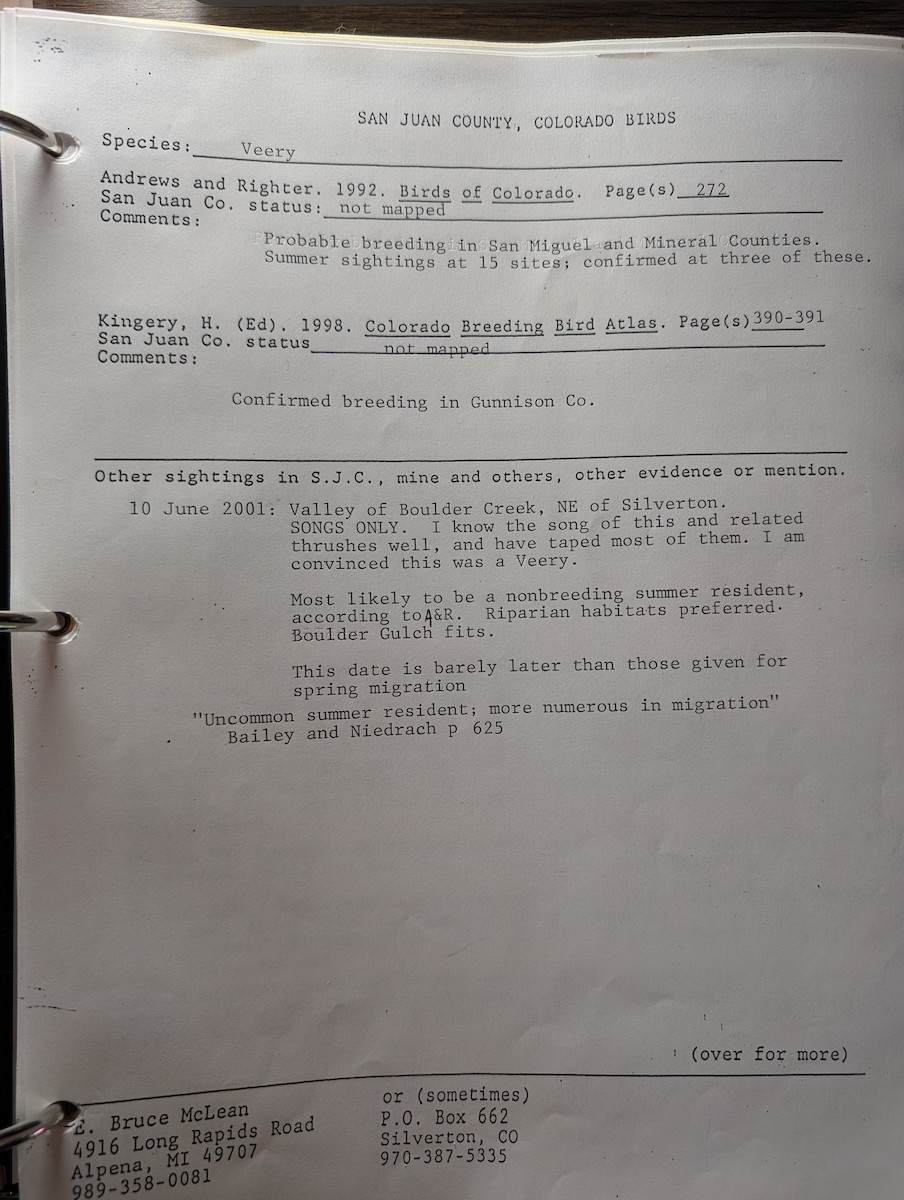 SAN JUAN COUNTY, COLORADO BIRDS
Species: Veery
Andrews and Righter. 1992. Birds of Colorado. Page(s) 272
San Juan Co. status: not mapped
Comments:
Probable breeding in San Miguel and Mineral Counties.
Summer sightings at 15 sites; confirmed at three of these.
Kingery, H. (Ed). 1998. Colorado Breeding Bird Atlas. Page(s) 390-391
San Juan Co. status not mapped
Comments:
Confirmed breeding in Gunnison Co.
Other sightings in S.J.C., mine and others, other evidence or mention.
10 June 2001: Valley of Boulder Creek, NE of Silverton.
SONGS ONLY. I know the song of this and related
thrushes well, and have taped most of them. I am
convinced this was a Veery.
Most likely to be a nonbreeding summer resident,
according to A&R. Riparian habitats preferred.
Boulder Gulch fits.
This date is barely later than those given for
spring migration
"Uncommon summer resident; more numerous in migration"
Bailey and Niedrach p 625
(over for more)
E. Bruce McLean
4916 Long Rapids Road
Alpena, MI 49707
989-358-0081
or (sometimes)
P.O. Box 662
Silverton, CO
970-387-5335